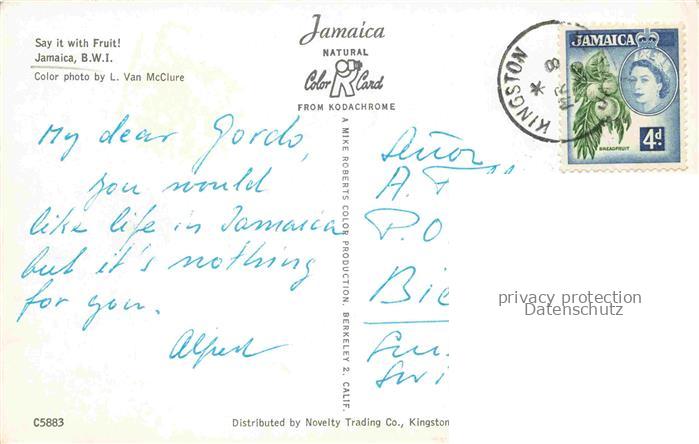 Say it with Fruit!
Jamaica, B.W.I.
Color photo by L. Van McClure
Jamaica
NATURAL
Color Card
FROM KODACHROME
KINGSTON
8
JAMAICA
BREADFRUIT
4d
My dear Gordo,
you would
like life in Jamaica
but it's nothing
for you.
Alfred
A MIKE ROBERTS COLOR PRODUCTION. BERKELEY 2, CALIF.
Señor
A.
P.O
Bie
privacy protection
Datenschutz
C5883
Distributed by Novelty Trading Co., Kingston